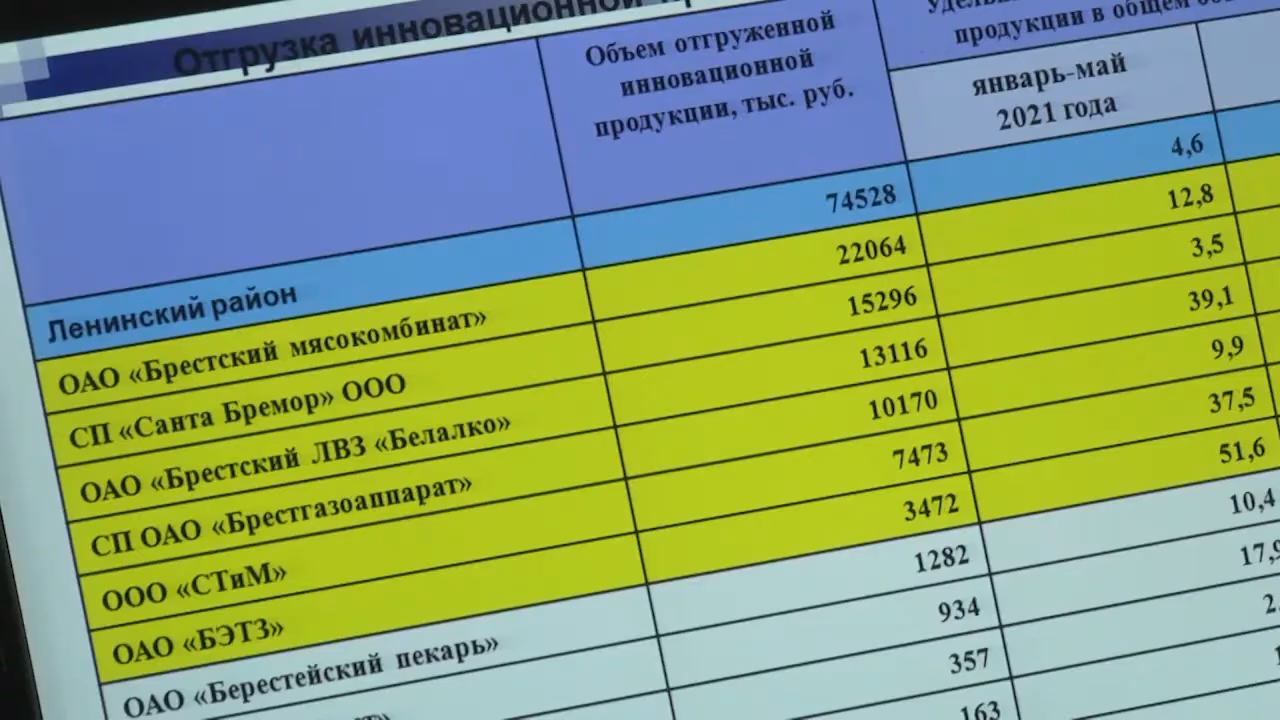 Отгрузка инновационной
Объем отгруженной
инновационной
продукции, тыс. руб.
продукции в общем
январь-май
2021 года
Ленинский район 74528 4,6
ОАО «Брестский мясокомбинат» 22064 12,8
СП «Санта Бремор» ООО 15296 3,5
ОАО «Брестский ЛВЗ «Белалко» 13116 39,1
СП ОАО «Брестгазоаппарат» 10170 9,9
ООО «СТиМ» 7473 37,5
ОАО «БЭТЗ» 3472 51,6
ОАО «Берестейский пекарь» 1282 10,4
934 17,9
357
163